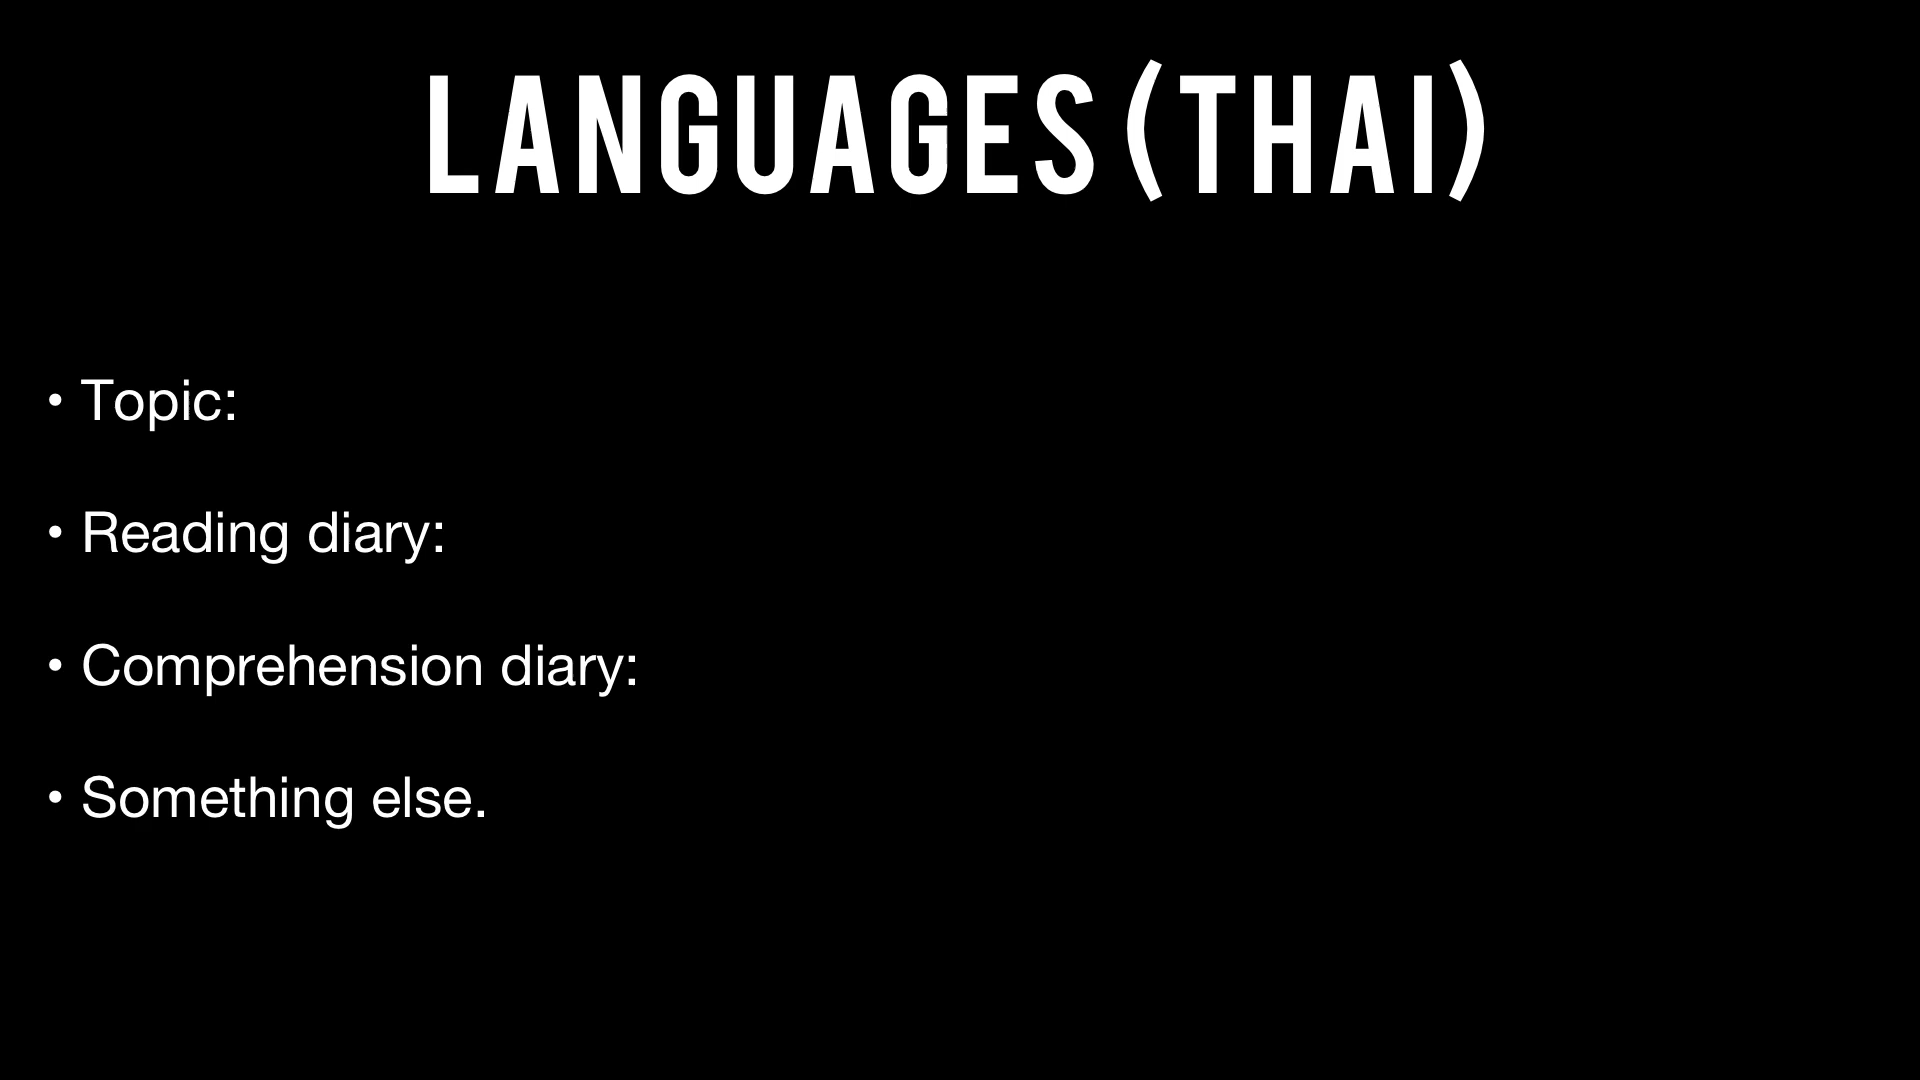 LANGUAGES (THAI)
• Topic:
• Reading diary:
• Comprehension diary:
• Something else.